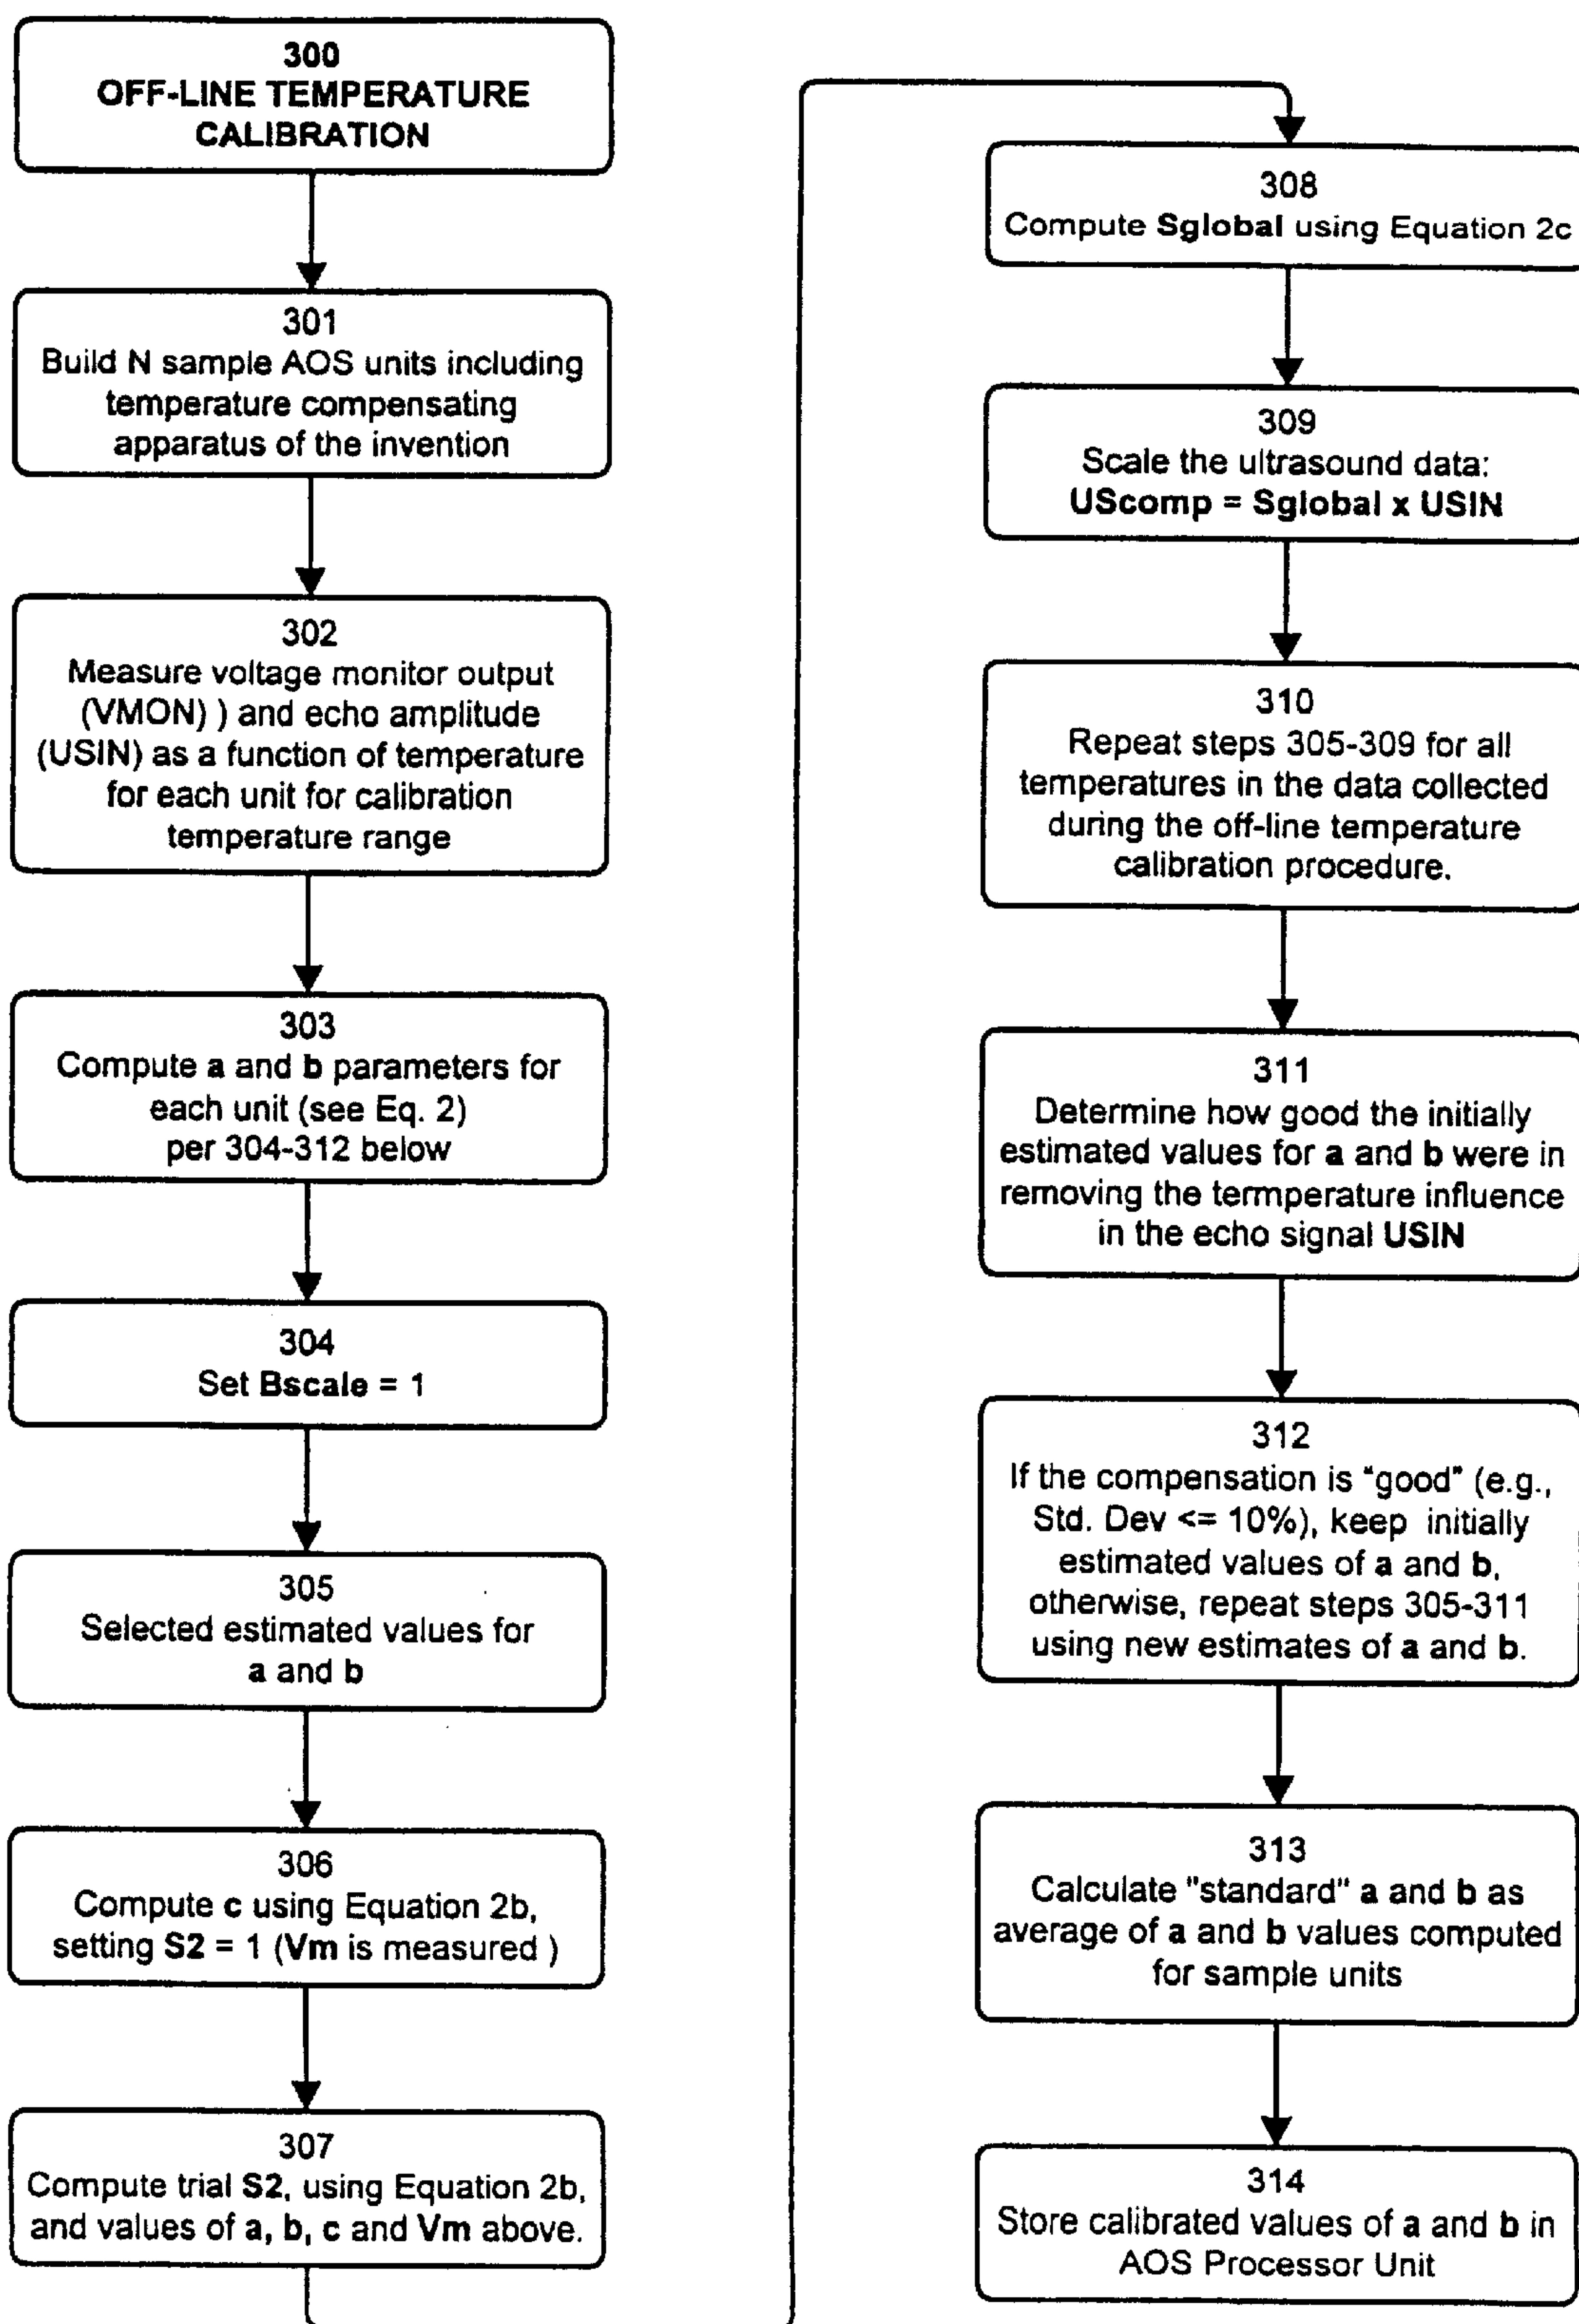 300
OFF-LINE TEMPERATURE
CALIBRATION
301
Build N sample AOS units including
temperature compensating
apparatus of the invention
302
Measure voltage monitor output
(VMON) ) and echo amplitude
(USIN) as a function of temperature
for each unit for calibration
temperature range
303
Compute a and b parameters for
each unit (see Eq. 2)
per 304-312 below
304
Set Bscale = 1
305
Selected estimated values for
a and b
306
Compute c using Equation 2b,
setting S2 = 1 (Vm is measured )
307
Compute trial S2, using Equation 2b,
and values of a, b, c and Vm above.
308
Compute Sglobal using Equation 2c
309
Scale the ultrasound data:
UScomp = Sglobal x USIN
310
Repeat steps 305-309 for all
temperatures in the data collected
during the off-line temperature
calibration procedure.
311
Determine how good the initially
estimated values for a and b were in
removing the termperature influence
in the echo signal USIN
312
If the compensation is "good" (e.g.,
Std. Dev <= 10%), keep initially
estimated values of a and b,
otherwise, repeat steps 305-311
using new estimates of a and b.
313
Calculate "standard" a and b as
average of a and b values computed
for sample units
314
Store calibrated values of a and b in
AOS Processor Unit